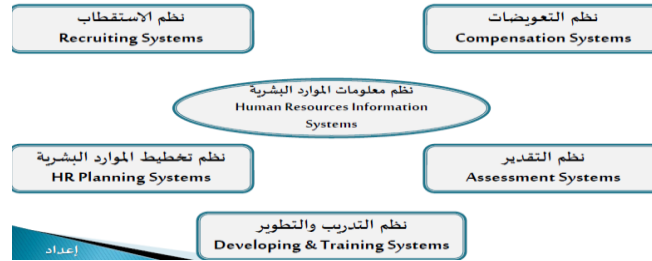 نظم التعويضات
Compensation Systems
نظم الاستقطاب
Recruiting Systems
نظم معلومات الموارد البشرية
Human Resources Information
Systems
نظم التقدير
Assessment Systems
نظم تخطيط الموارد البشرية
HR Planning Systems
نظم التدريب والتطوير
Developing & Training Systems
إعداد